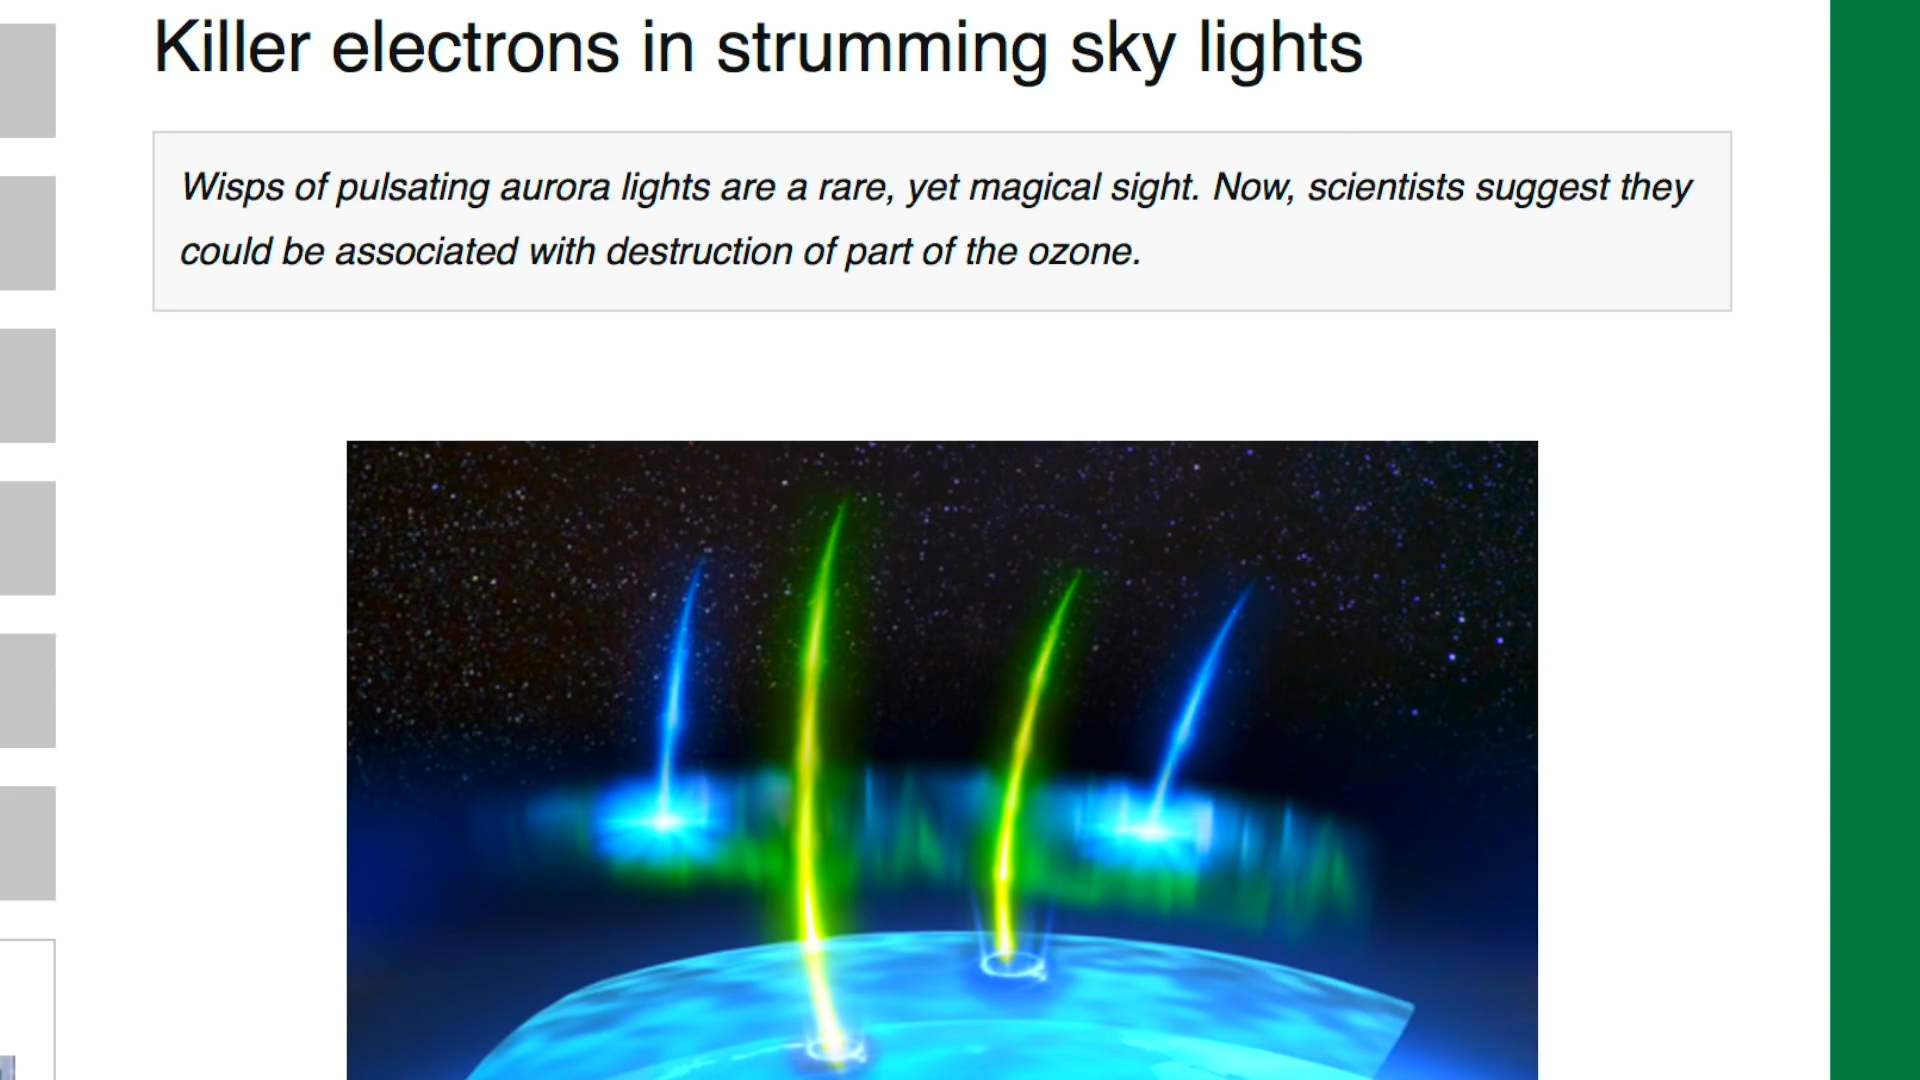 Killer electrons in strumming sky lights
Wisps of pulsating aurora lights are a rare, yet magical sight. Now, scientists suggest they
could be associated with destruction of part of the ozone.